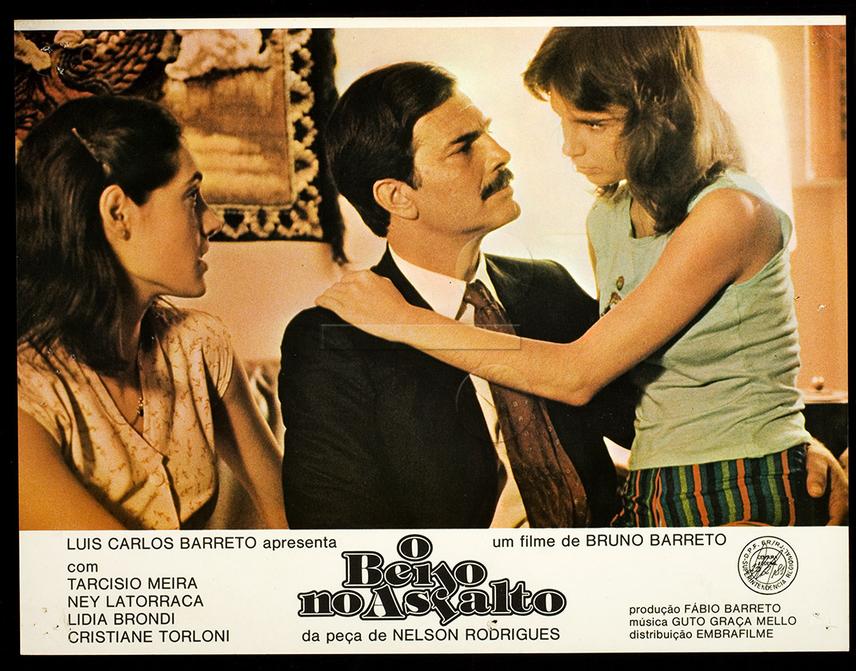 LUIS CARLOS BARRETO apresenta
um filme de BRUNO BARRETO
com
TARCISIO MEIRA
NEY LATORRACA
LIDIA BRONDI
CRISTIANE TORLONI
O
Beijo
no Asfalto
da peça de NELSON RODRIGUES
produção FÁBIO BARRETO
música GUTO GRAÇA MELLO
distribuição EMBRAFILME